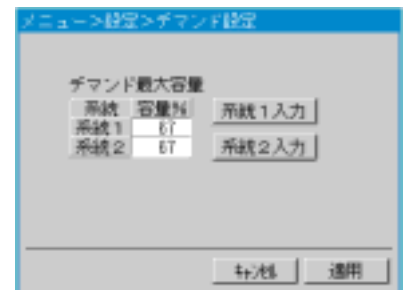 メニュー>設定>デマンド設定
デマンド最大容量
系統 容量%
系統1 67
系統2 67
系統1入力
系統2入力
ｷｬﾝｾﾙ 適用